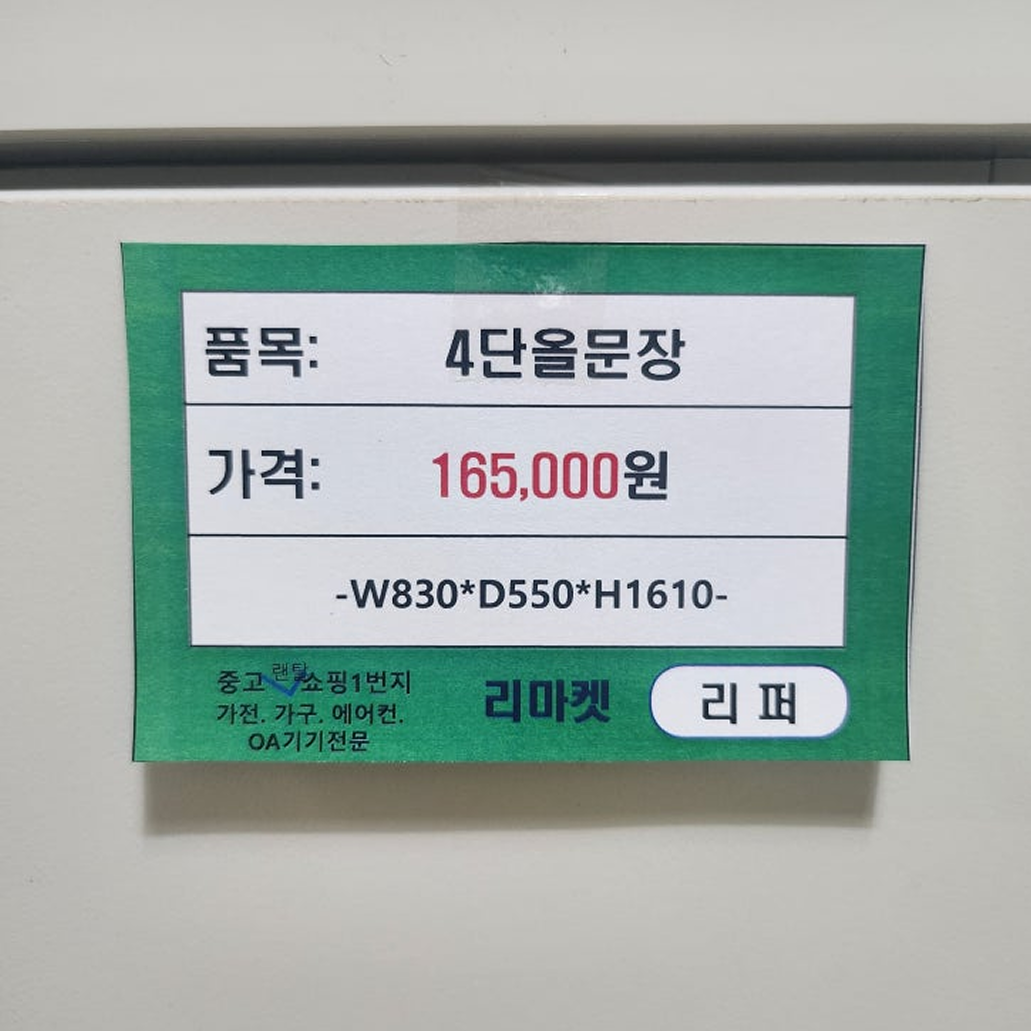 품목: 4단올문장
가격: 165,000원
-W830*D550*H1610-
중고 랜탈 쇼핑1번지
가전. 가구. 에어컨.
OA기기전문
리마켓
리퍼